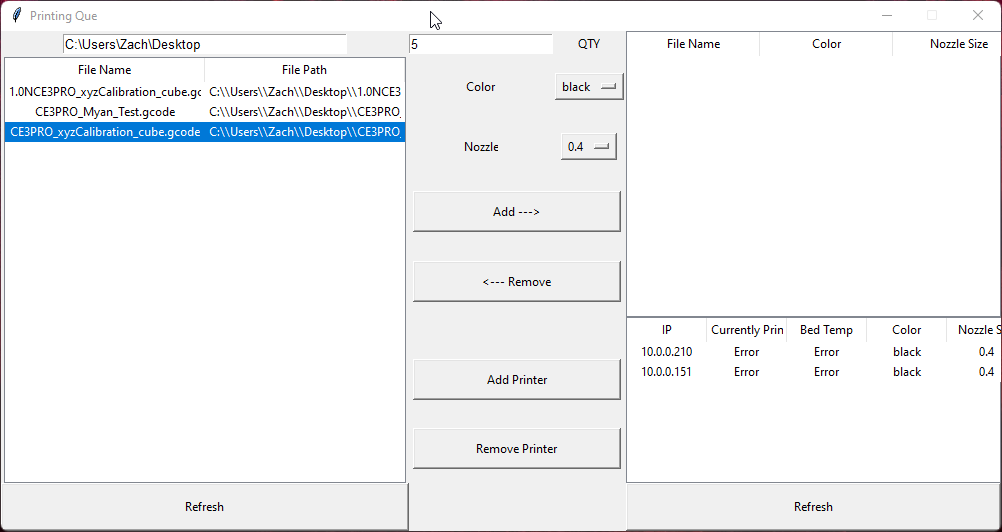 Printing Que
C:\Users\Zach\Desktop
5
QTY
File Name File Path
1.0NCE3PRO_xyzCalibration_cube.gc C:\\Users\\Zach\\Desktop\\1.0NCE3
CE3PRO_Myan_Test.gcode C:\\Users\\Zach\\Desktop\\CE3PRO_
CE3PRO_xyzCalibration_cube.gcode C:\\Users\\Zach\\Desktop\\CE3PRO_
Refresh
Color black
Nozzle 0.4
Add --->
<--- Remove
Add Printer
Remove Printer
File Name Color Nozzle Size
IP Currently Prin Bed Temp Color Nozzle S
10.0.0.210 Error Error black 0.4
10.0.0.151 Error Error black 0.4
Refresh